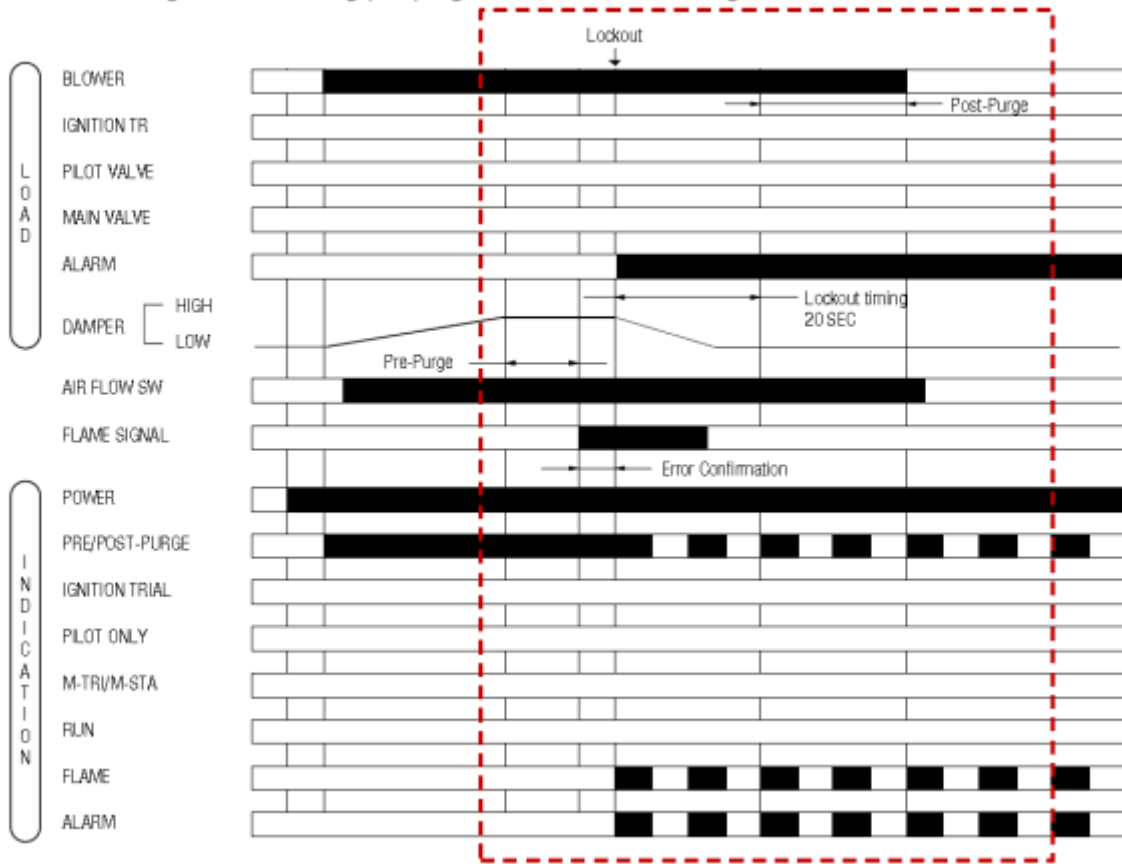 Lockout
LOAD
BLOWER
Post-Purge
IGNITION TR
PILOT VALVE
MAIN VALVE
ALARM
HIGH
Lockout timing
DAMPER
20 SEC
LOW
Pre-Purge
AIR FLOW SW
FLAME SIGNAL
Error Confirmation
INDICATION
POWER
PRE/POST-PURGE
IGNITION TRIAL
PILOT ONLY
M-TRI/M-STA
RUN
FLAME
ALARM